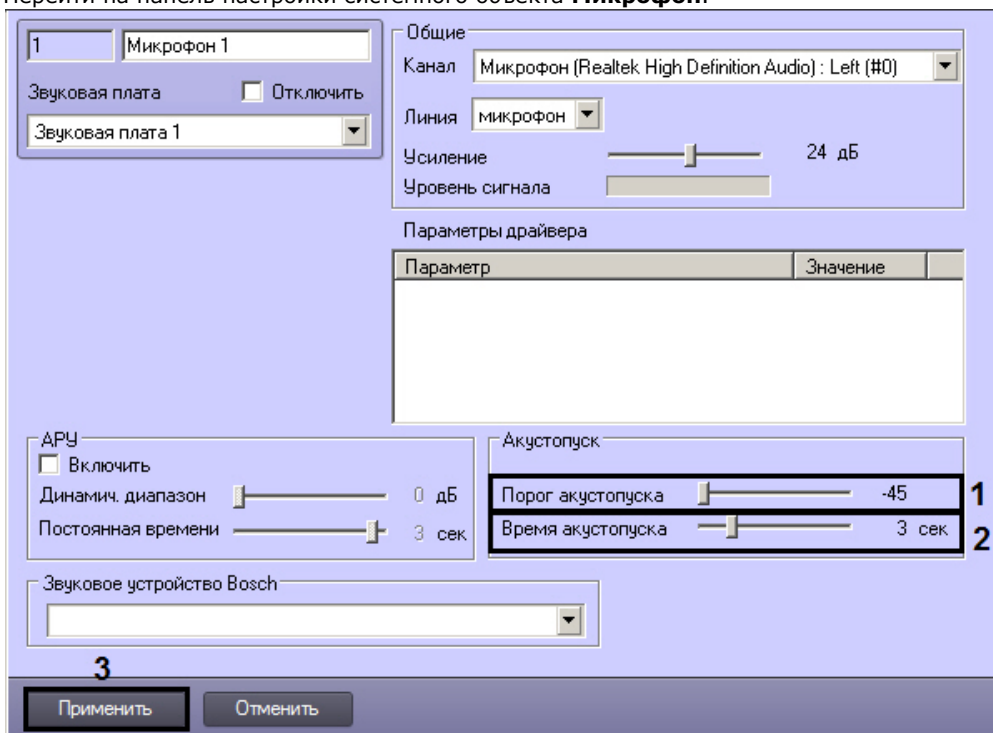 Перейти на панель настройки системного объекта Микрофон.
1 Микрофон 1
Звуковая плата Отключить
Звуковая плата 1
Общие
Канал Микрофон (Realtek High Definition Audio) : Left (#0)
Линия микрофон
Усиление 24 дБ
Уровень сигнала
Параметры драйвера
Параметр Значение
АРУ
Включить
Динамич. диапазон 0 дБ
Постоянная времени 3 сек
Акустопуск
Порог акустопуска -45 1
Время акустопуска 3 сек 2
Звуковое устройство Bosch
3
Применить Отменить